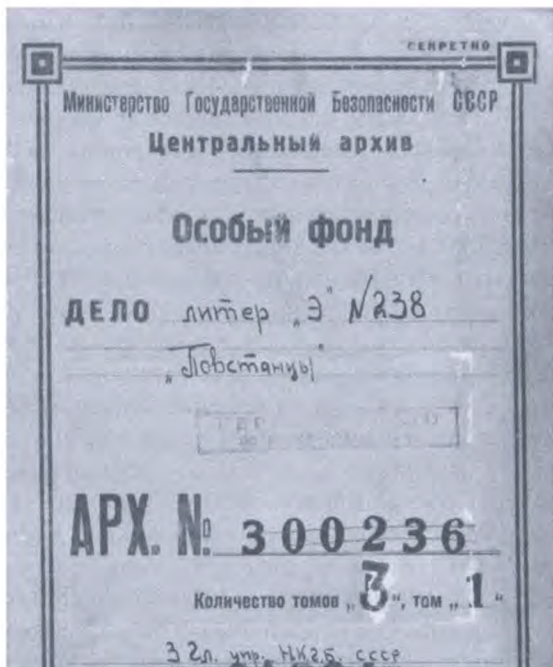 СЕКРЕТНО
Министерство Государственной Безопасности СССР
Центральный архив
Особый фонд
ДЕЛО литер „Э“ №238
„Повстанцы“
АРХ. №: 300236
Количество томов „3“, том „1“
3 Гл. упр. НКГБ. СССР